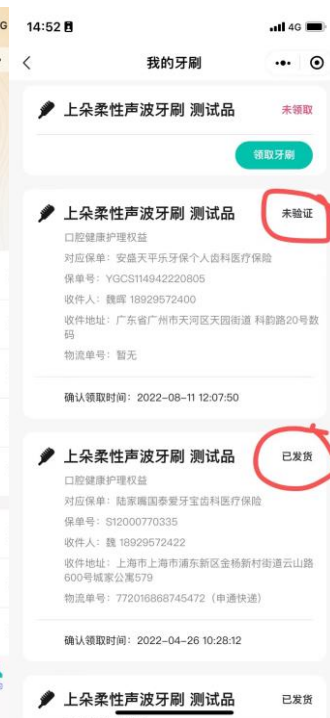 G
14:52
4G
我的牙刷
上朵柔性声波牙刷 测试品
未领取
领取牙刷
上朵柔性声波牙刷 测试品
未验证
口腔健康护理权益
对应保单：安盛天平乐牙保个人齿科医疗保险
保单号：YGCS114942220805
收件人：魏晖 18929572400
收件地址：广东省广州市天河区天园街道 科韵路20号数
码
物流单号：暂无
确认领取时间：2022-08-11 12:07:50
上朵柔性声波牙刷 测试品
已发货
口腔健康护理权益
对应保单：陆家嘴国泰爱牙宝齿科医疗保险
保单号：S12000770335
收件人：魏 18929572422
收件地址：上海市上海市浦东新区金杨新村街道云山路
600号城家公寓579
物流单号：772016868745472（申通快递）
确认领取时间：2022-04-26 10:28:12
上朵柔性声波牙刷 测试品
已发货